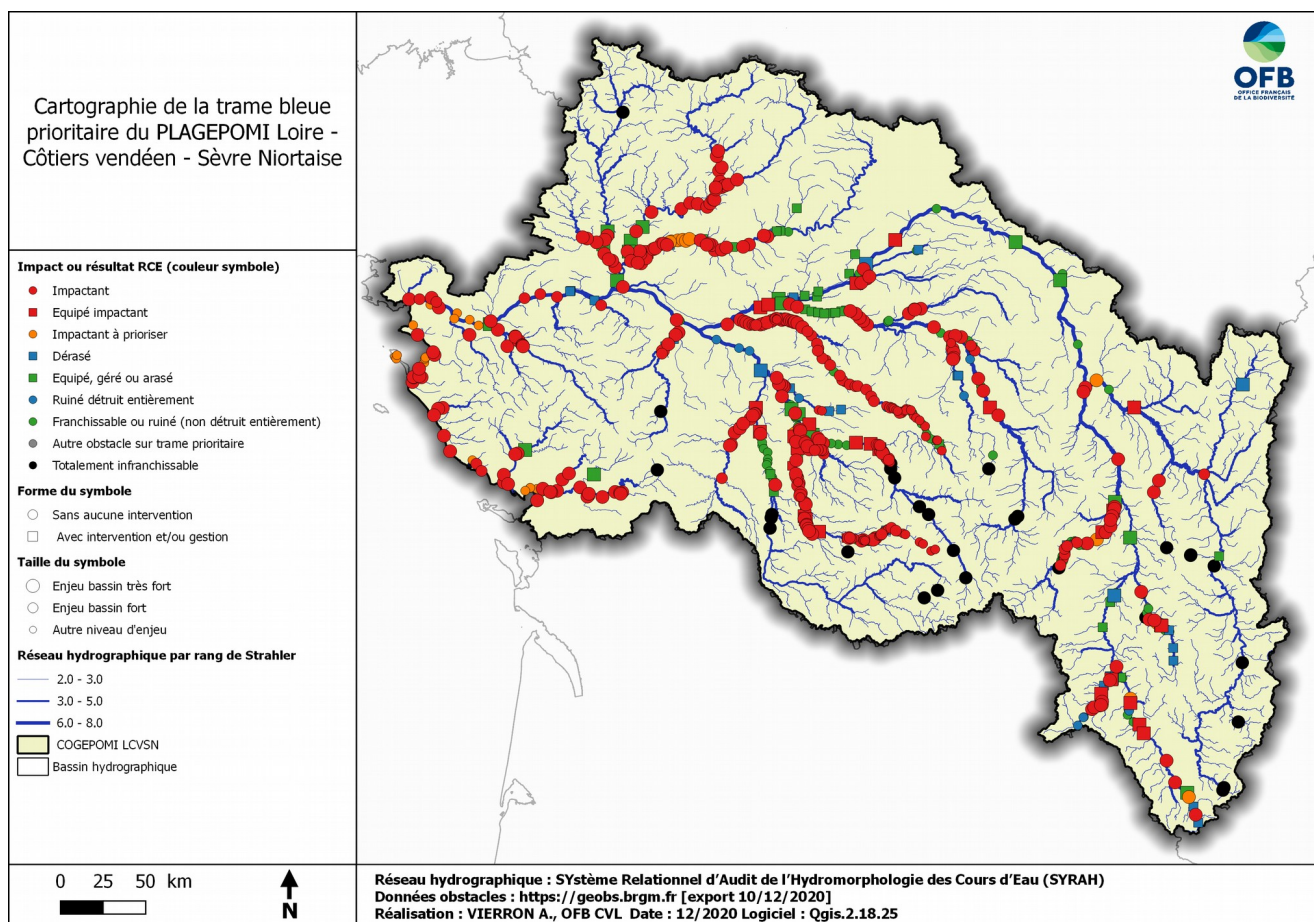 Cartographie de la trame bleue
prioritaire du PLAGEPOMI Loire -
Côtiers vendéen - Sèvre Niortaise
Impact ou résultat RCE (couleur symbole)
Impactant
Equipé impactant
Impactant à prioriser
Dérasé
Equipé, géré ou arasé
Ruiné détruit entièrement
Franchissable ou ruiné (non détruit entièrement)
Autre obstacle sur trame prioritaire
Totalement infranchissable
Forme du symbole
Sans aucune intervention
Avec intervention et/ou gestion
Taille du symbole
Enjeu bassin très fort
Enjeu bassin fort
Autre niveau d'enjeu
Réseau hydrographique par rang de Strahler
2.0 - 3.0
3.0 - 5.0
6.0 - 8.0
COGEPOMI LCVSN
Bassin hydrographique
0 25 50 km
N
OFB
OFFICE FRANÇAIS
DE LA BIODIVERSITÉ
Réseau hydrographique : SYstème Relationnel d'Audit de l'Hydromorphologie des Cours d'Eau (SYRAH)
Données obstacles : https://geobs.brgm.fr [export 10/12/2020]
Réalisation : VIERRON A., OFB CVL Date : 12/2020 Logiciel : Qgis.2.18.25